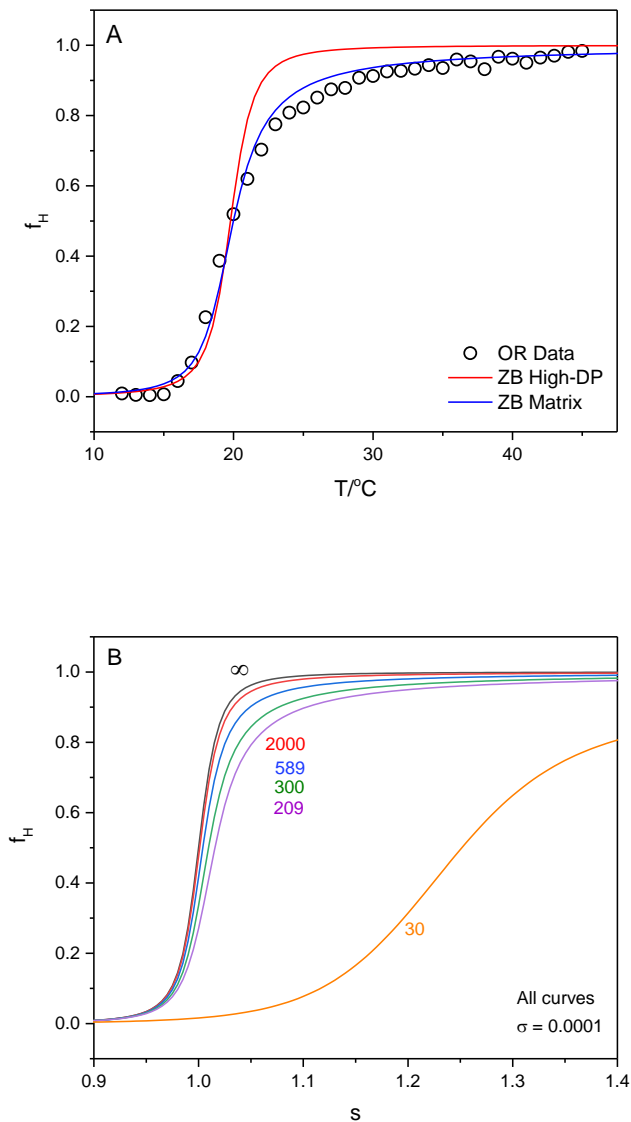 A
1.0
0.8
0.6
0.4
0.2
0.0
f_H
OR Data
ZB High-DP
ZB Matrix
10 20 30 40
T/°C
B
∞
1.0
0.8
0.6
0.4
0.2
0.0
f_H
2000
589
300
209
30
All curves
σ = 0.0001
0.9 1.0 1.1 1.2 1.3 1.4
s